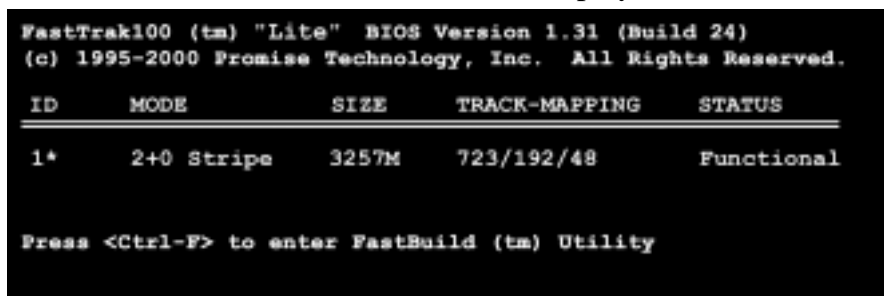 FastTrak100 (tm) "Lite" BIOS Version 1.31 (Build 24)
(c) 1995-2000 Promise Technology, Inc. All Rights Reserved.
ID MODE SIZE TRACK-MAPPING STATUS
1* 2+0 Stripe 3257M 723/192/48 Functional
Press <Ctrl-F> to enter FastBuild (tm) Utility